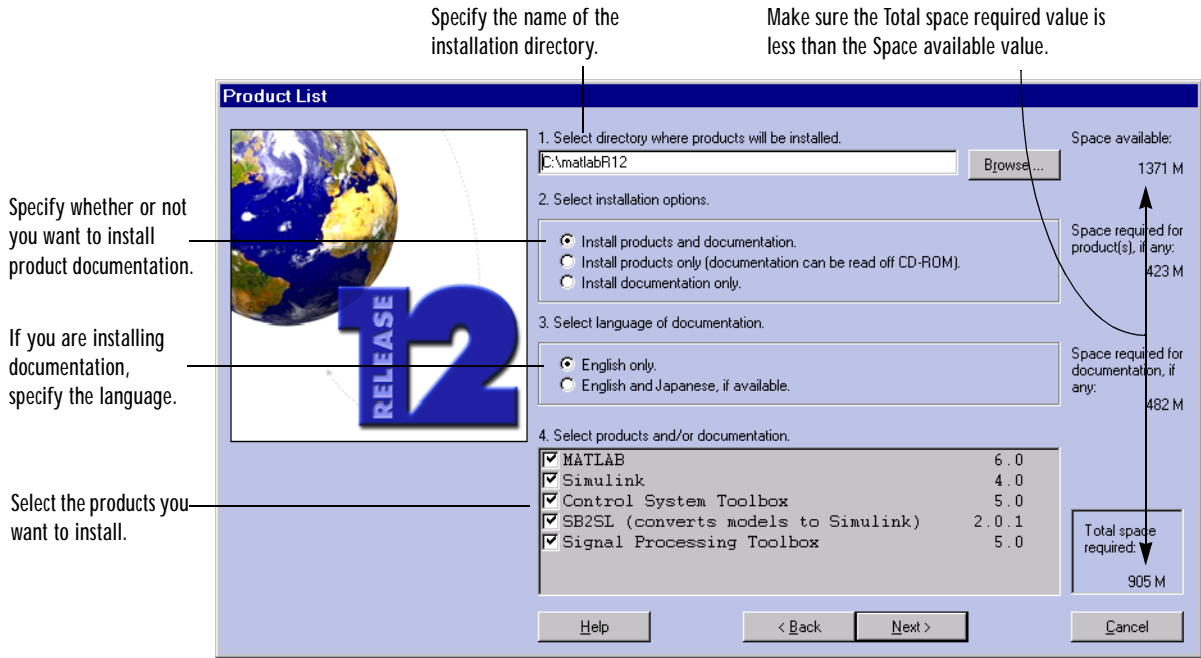 Specify the name of the
installation directory.
Make sure the Total space required value is
less than the Space available value.
Product List
Specify whether or not
you want to install
product documentation.
If you are installing
documentation,
specify the language.
Select the products you
want to install.
RELEASE
12
1. Select directory where products will be installed.
C:\matlabR12
Browse ...
2. Select installation options.
Install products and documentation.
Install products only (documentation can be read off CD-ROM).
Install documentation only.
3. Select language of documentation.
English only.
English and Japanese, if available.
4. Select products and/or documentation.
MATLAB 6.0
Simulink 4.0
Control System Toolbox 5.0
SB2SL (converts models to Simulink) 2.0.1
Signal Processing Toolbox 5.0
Space available:
1371 M
Space required for
product(s), if any:
423 M
Space required for
documentation, if
any:
482 M
Total space
required:
905 M
Help
< Back
Next >
Cancel